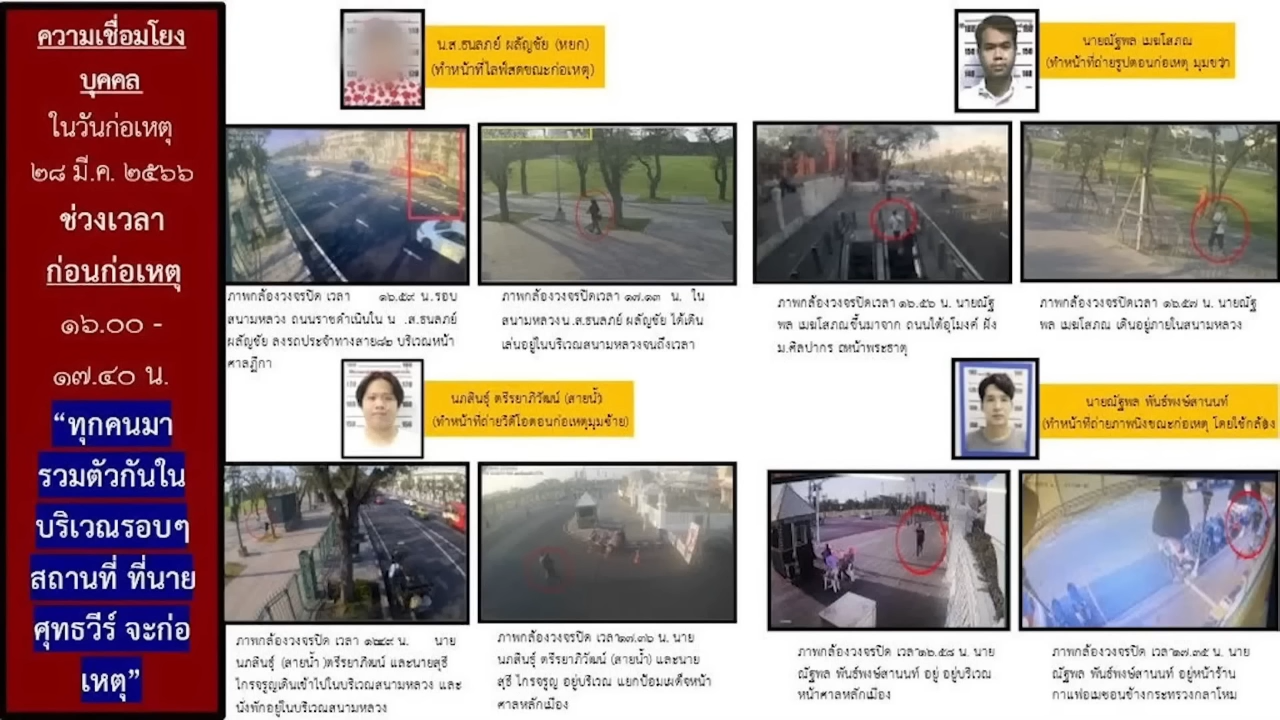 ความเชื่อมโยง
บุคคล
ในวันก่อเหตุ
๒๘ มี.ค. ๒๕๖๖
ช่วงเวลา
ก่อนก่อเหตุ
๑๖.๐๐ -
๑๗.๔๐ น.
“ทุกคนมา
รวมตัวกันใน
บริเวณรอบๆ
สถานที่ ที่นาย
ศุทธวีร์ จะก่อ
เหตุ”
น.ส.ธนลภย์ ผลัญชัย (หยก)
(ทำหน้าที่ไลฟ์สดขณะก่อเหตุ)
ภาพกล้องวงจรปิด เวลา ๑๖.๕๙ น.รอบ
สนามหลวง ถนนราชดำเนินใน น .ส.ธนลภย์
ผลัญชัย ลงรถประจำทางสาย๘๒ บริเวณหน้า
ศาลฎีกา
ภาพกล้องวงจรปิดเวลา ๑๗.๑๓ น. ใน
สนามหลวงน.ส.ธนลภย์ ผลัญชัย ได้เดิน
เล่นอยู่ในบริเวณสนามหลวงจนถึงเวลา
นายณัฐพล เมฆโสภณ
(ทำหน้าที่ถ่ายรูปตอนก่อเหตุ มุมขวา
ภาพกล้องวงจรปิดเวลา ๑๖.๕๖ น. นายณัฐ
พล เมฆโสภณขึ้นมาจาก ถนนใต้อุโมงค์ ฝั่ง
ม.ศิลปากร หน้าพระธาตุ
ภาพกล้องวงจรปิดเวลา ๑๖.๕๗ น. นายณัฐ
พล เมฆโสภณ เดินอยู่ภายในสนามหลวง
นภสินธุ์ ตรีรยาภิวัฒน์ (สายน้ำ)
(ทำหน้าที่ถ่ายวิดีโอตอนก่อเหตุมุมซ้าย)
ภาพกล้องวงจรปิด เวลา น. นาย
นภสินธุ์ (สายน้ำ )ตรีรยาภิวัฒน์ และนายสุธี
ไกรจรูญเดินเข้าไปในบริเวณสนามหลวง และ
นั่งพักอยู่ในบริเวณสนามหลวง
ภาพกล้องวงจรปิด เวลา๑๗.๓๖ น. นาย
นภสินธุ์ ตรีรยาภิวัฒน์ (สายน้ำ) และนาย
สุธี ไกรจรูญ อยู่บริเวณ แยกป้อมเผด็จหน้า
ศาลหลักเมือง
นายณัฐพล พันธ์พงษ์สานนท์
(ทำหน้าที่ถ่ายภาพนิ่งขณะก่อเหตุ โดยใช้กล้อง
ภาพกล้องวงจรปิด เวลา๑๖.๕๘ น. นาย
ณัฐพล พันธ์พงษ์สานนท์ อยู่ อยู่บริเวณ
หน้าศาลหลักเมือง
ภาพกล้องวงจรปิด เวลา๑๗.๓๕ น. นาย
ณัฐพล พันธ์พงษ์สานนท์ อยู่หน้าร้าน
กาแฟอเมซอนข้างกระทรวงกลาโหม